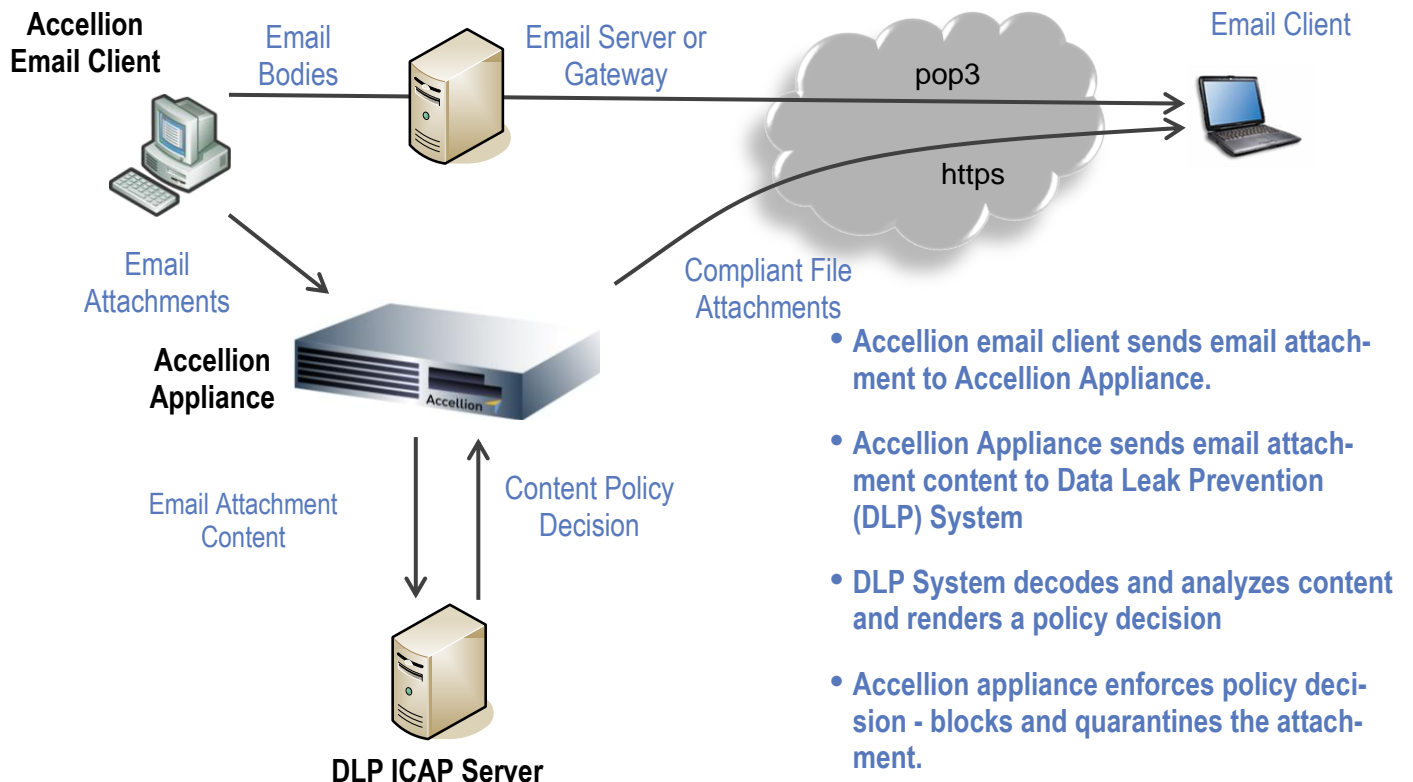 Accellion
Email Client
Email
Bodies
Email Server or
Gateway
pop3
Email Client
https
Email
Attachments
Compliant File
Attachments
Accellion
Appliance
Accellion
Email Attachment
Content
Content Policy
Decision
DLP ICAP Server
• Accellion email client sends email attach-
ment to Accellion Appliance.
• Accellion Appliance sends email attach-
ment content to Data Leak Prevention
(DLP) System
• DLP System decodes and analyzes content
and renders a policy decision
• Accellion appliance enforces policy deci-
sion - blocks and quarantines the attach-
ment.